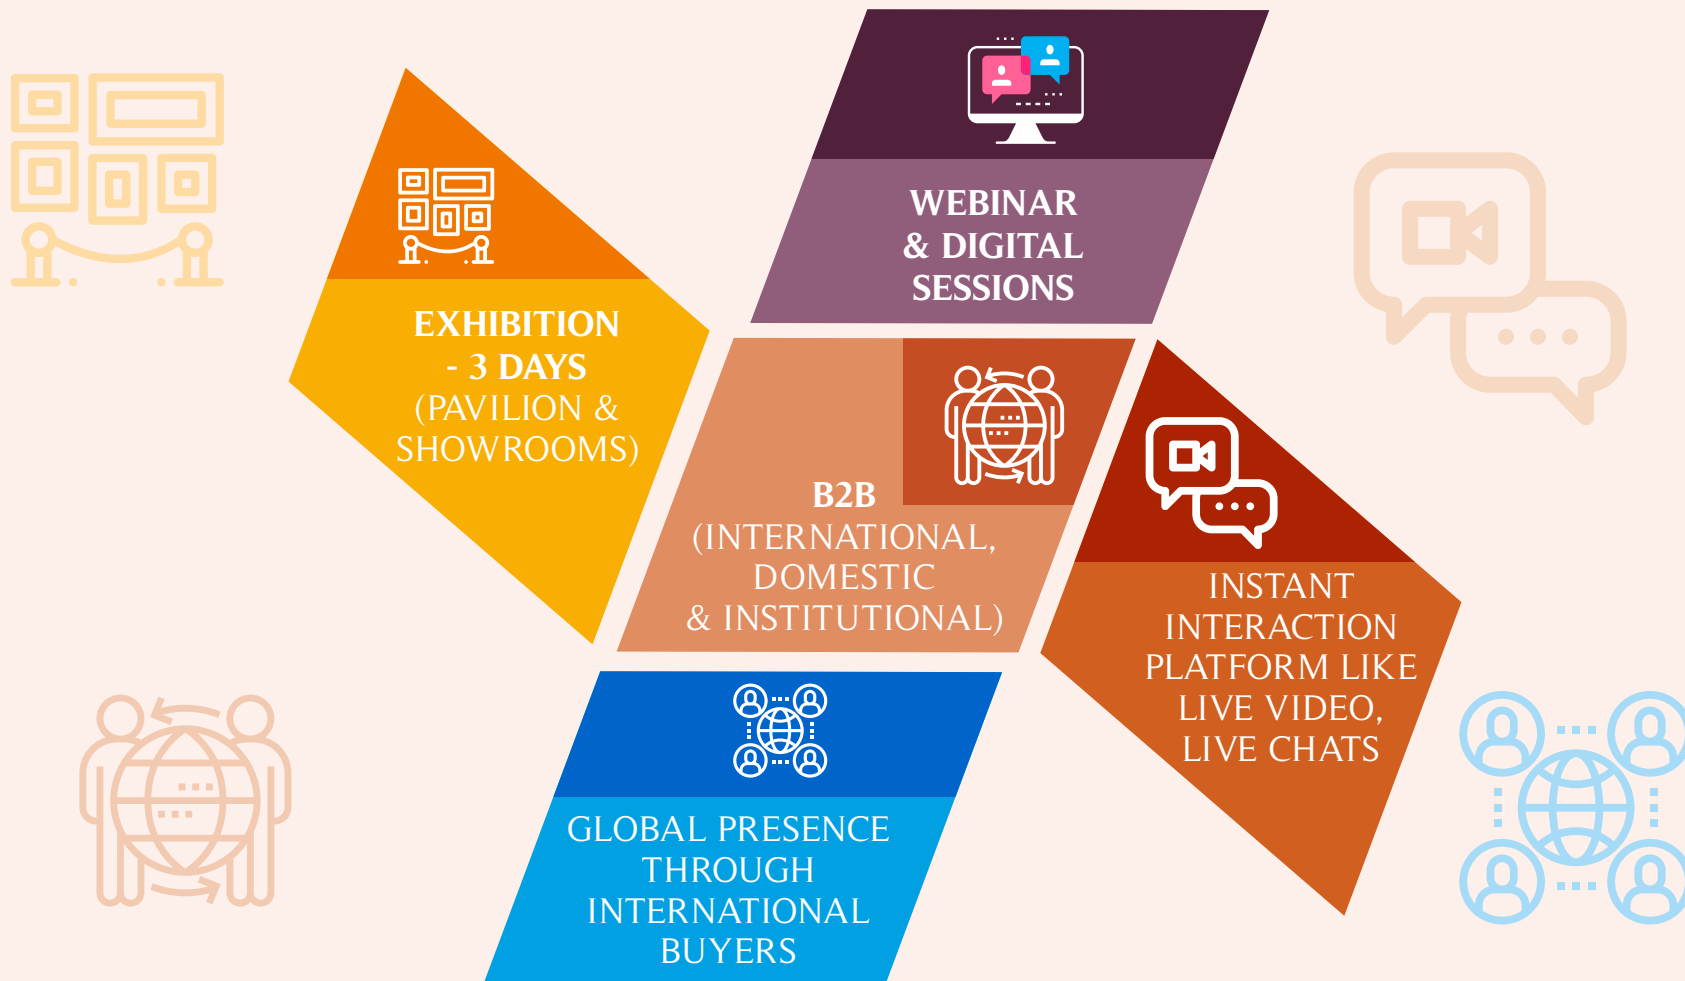 WEBINAR
& DIGITAL
SESSIONS
EXHIBITION
- 3 DAYS
(PAVILION &
SHOWROOMS)
B2B
(INTERNATIONAL,
DOMESTIC
& INSTITUTIONAL)
INSTANT
INTERACTION
PLATFORM LIKE
LIVE VIDEO,
LIVE CHATS
GLOBAL PRESENCE
THROUGH
INTERNATIONAL
BUYERS